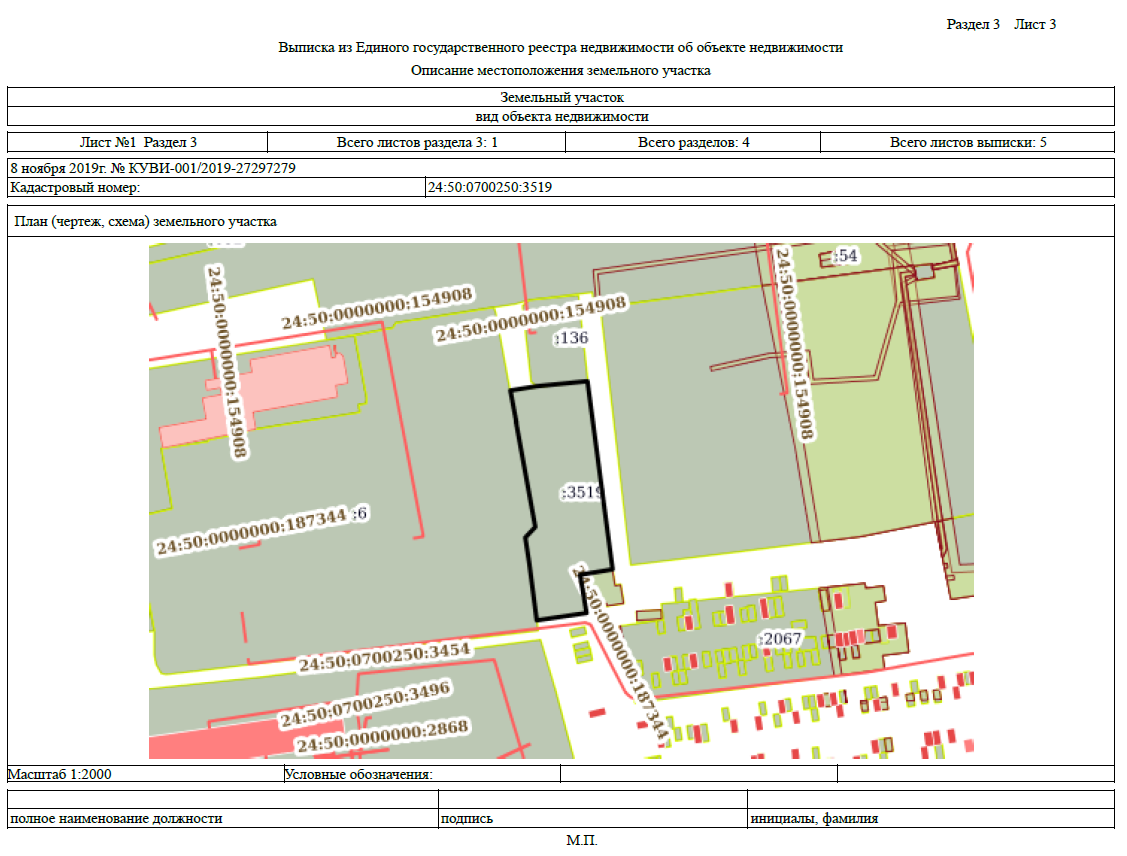 Раздел 3 Лист 3
Выписка из Единого государственного реестра недвижимости об объекте недвижимости
Описание местоположения земельного участка
Земельный участок
вид объекта недвижимости
Лист №1 Раздел 3 Всего листов раздела 3: 1 Всего разделов: 4 Всего листов выписки: 5
8 ноября 2019г. № КУВИ-001/2019-27297279
Кадастровый номер: 24:50:0700250:3519
План (чертеж, схема) земельного участка
:54
24:50:0000000:154908
24:50:0000000:154908
24:50:0000000:154908
24:50:0000000:154908
:136
:3519
24:50:0000000:187344
:6
24:50:0000000:187344
:2067
24:50:0700250:3454
24:50:0700250:3496
24:50:0000000:2868
Масштаб 1:2000 Условные обозначения:
полное наименование должности подпись инициалы, фамилия
М.П.